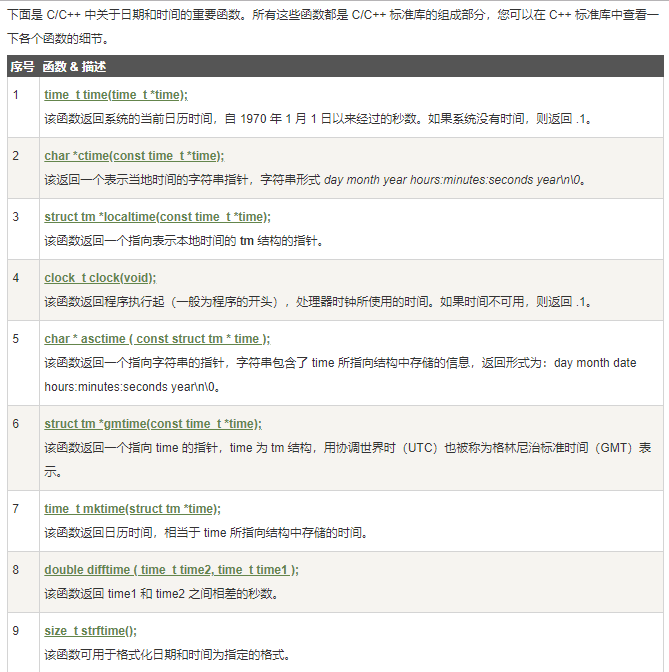 下面是 C/C++ 中关于日期和时间的重要函数。所有这些函数都是 C/C++ 标准库的组成部分，您可以在 C++ 标准库中查看一
下各个函数的细节。
序号 函数 & 描述
1 time_t time(time_t *time);
该函数返回系统的当前日历时间，自 1970 年 1 月 1 日以来经过的秒数。如果系统没有时间，则返回 .1。
2 char *ctime(const time_t *time);
该返回一个表示当地时间的字符串指针，字符串形式 day month year hours:minutes:seconds year\n\0。
3 struct tm *localtime(const time_t *time);
该函数返回一个指向表示本地时间的 tm 结构的指针。
4 clock_t clock(void);
该函数返回程序执行起（一般为程序的开头），处理器时钟所使用的时间。如果时间不可用，则返回 .1。
5 char * asctime ( const struct tm * time );
该函数返回一个指向字符串的指针，字符串包含了 time 所指向结构中存储的信息，返回形式为：day month date
hours:minutes:seconds year\n\0。
6 struct tm *gmtime(const time_t *time);
该函数返回一个指向 time 的指针，time 为 tm 结构，用协调世界时（UTC）也被称为格林尼治标准时间（GMT）表
示。
7 time_t mktime(struct tm *time);
该函数返回日历时间，相当于 time 所指向结构中存储的时间。
8 double difftime ( time_t time2, time_t time1 );
该函数返回 time1 和 time2 之间相差的秒数。
9 size_t strftime();
该函数可用于格式化日期和时间为指定的格式。